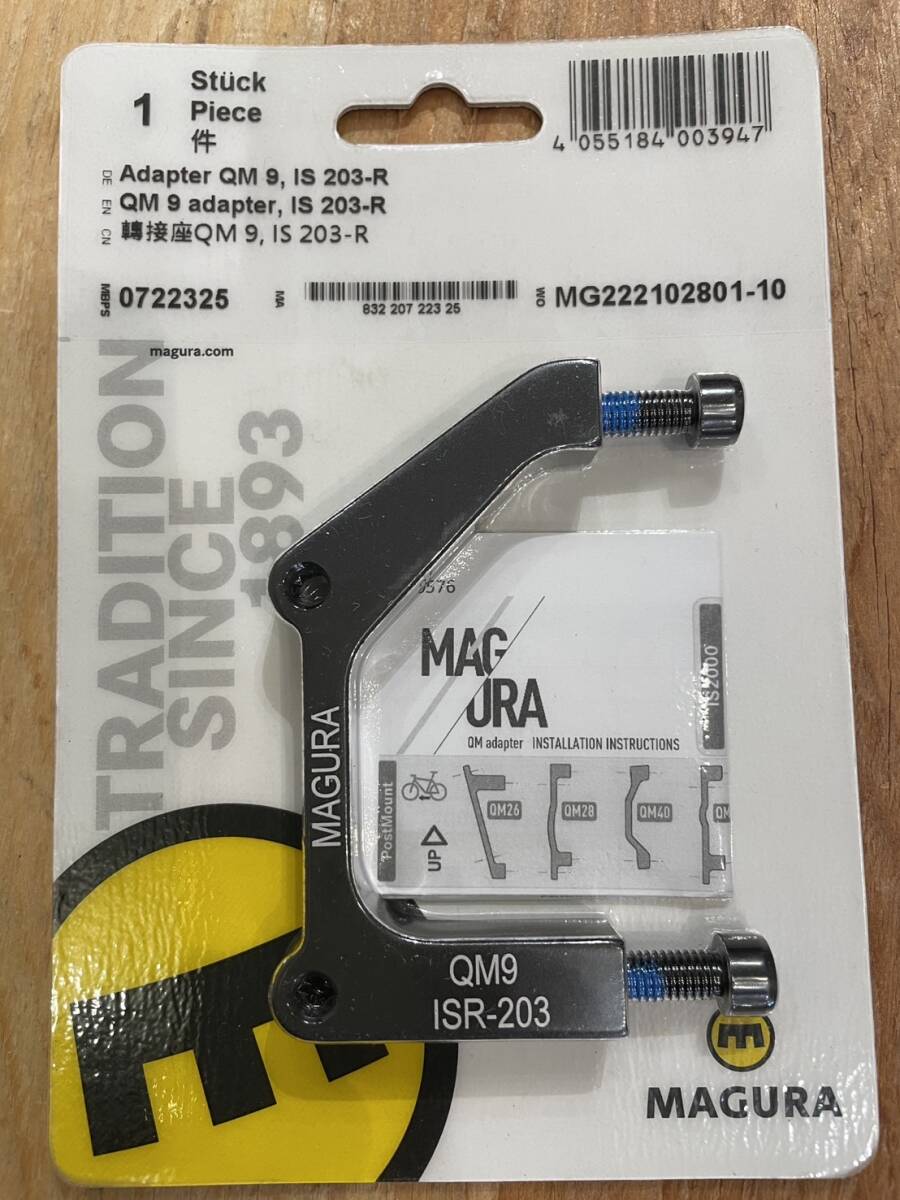 1
Stück
Piece
件
4 055184 003947
DE Adapter QM 9, IS 203-R
EN QM 9 adapter, IS 203-R
CN 轉接座QM 9, IS 203-R
MBPS 0722325
MA
832 207 223 25
WO MG222102801-10
magura.com
TRADITION
SINCE
1893
MAG
URA
QM adapter INSTALLATION INSTRUCTIONS
IS2000
PostMount
UP
QM26
QM28
QM40
MAGURA
QM9
ISR-203
MAGURA